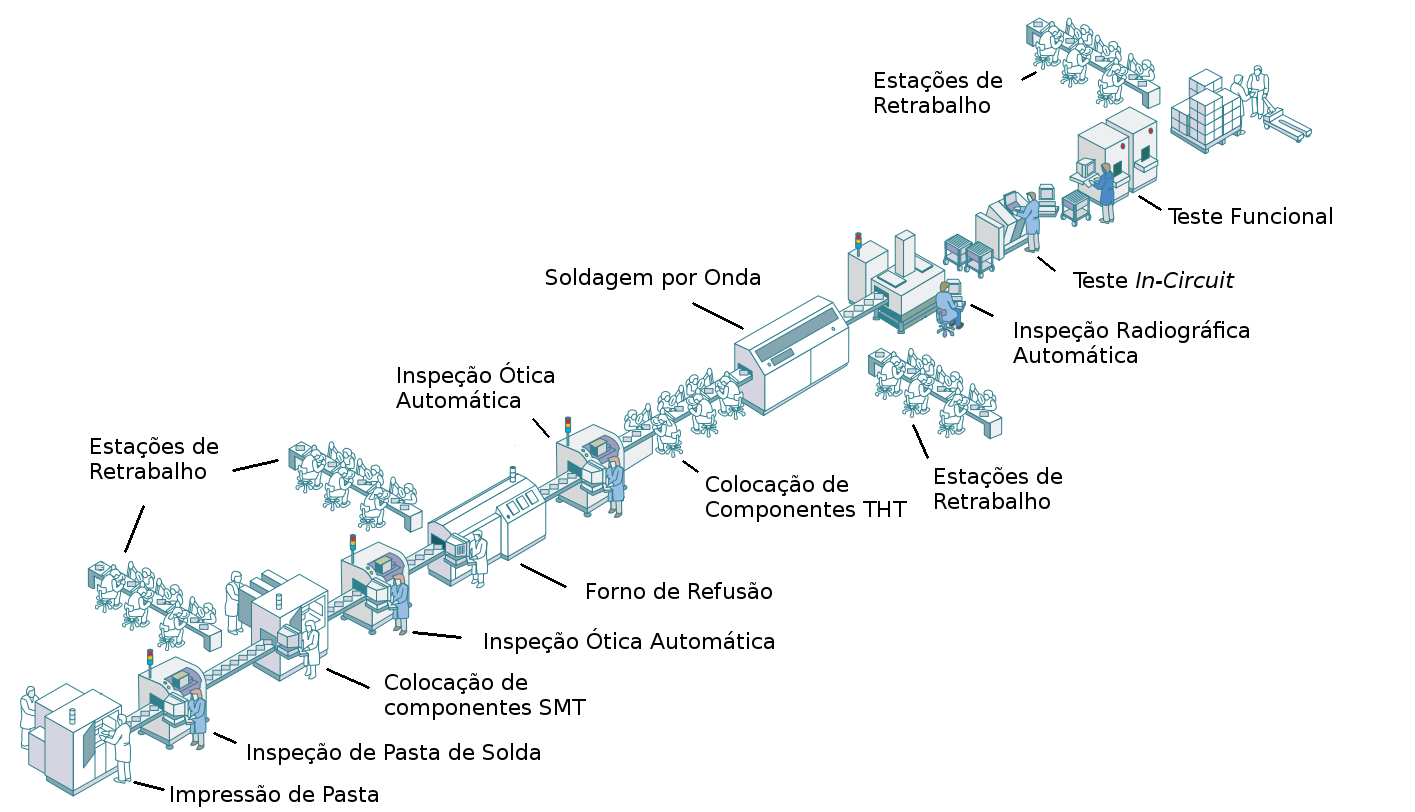 Estações de
Retrabalho
Teste Funcional
Soldagem por Onda
Teste In-Circuit
Inspeção Radiográfica
Automática
Inspeção Ótica
Automática
Estações de
Retrabalho
Colocação de
Componentes THT
Estações de
Retrabalho
Forno de Refusão
Inspeção Ótica Automática
Colocação de
componentes SMT
Inspeção de Pasta de Solda
Impressão de Pasta